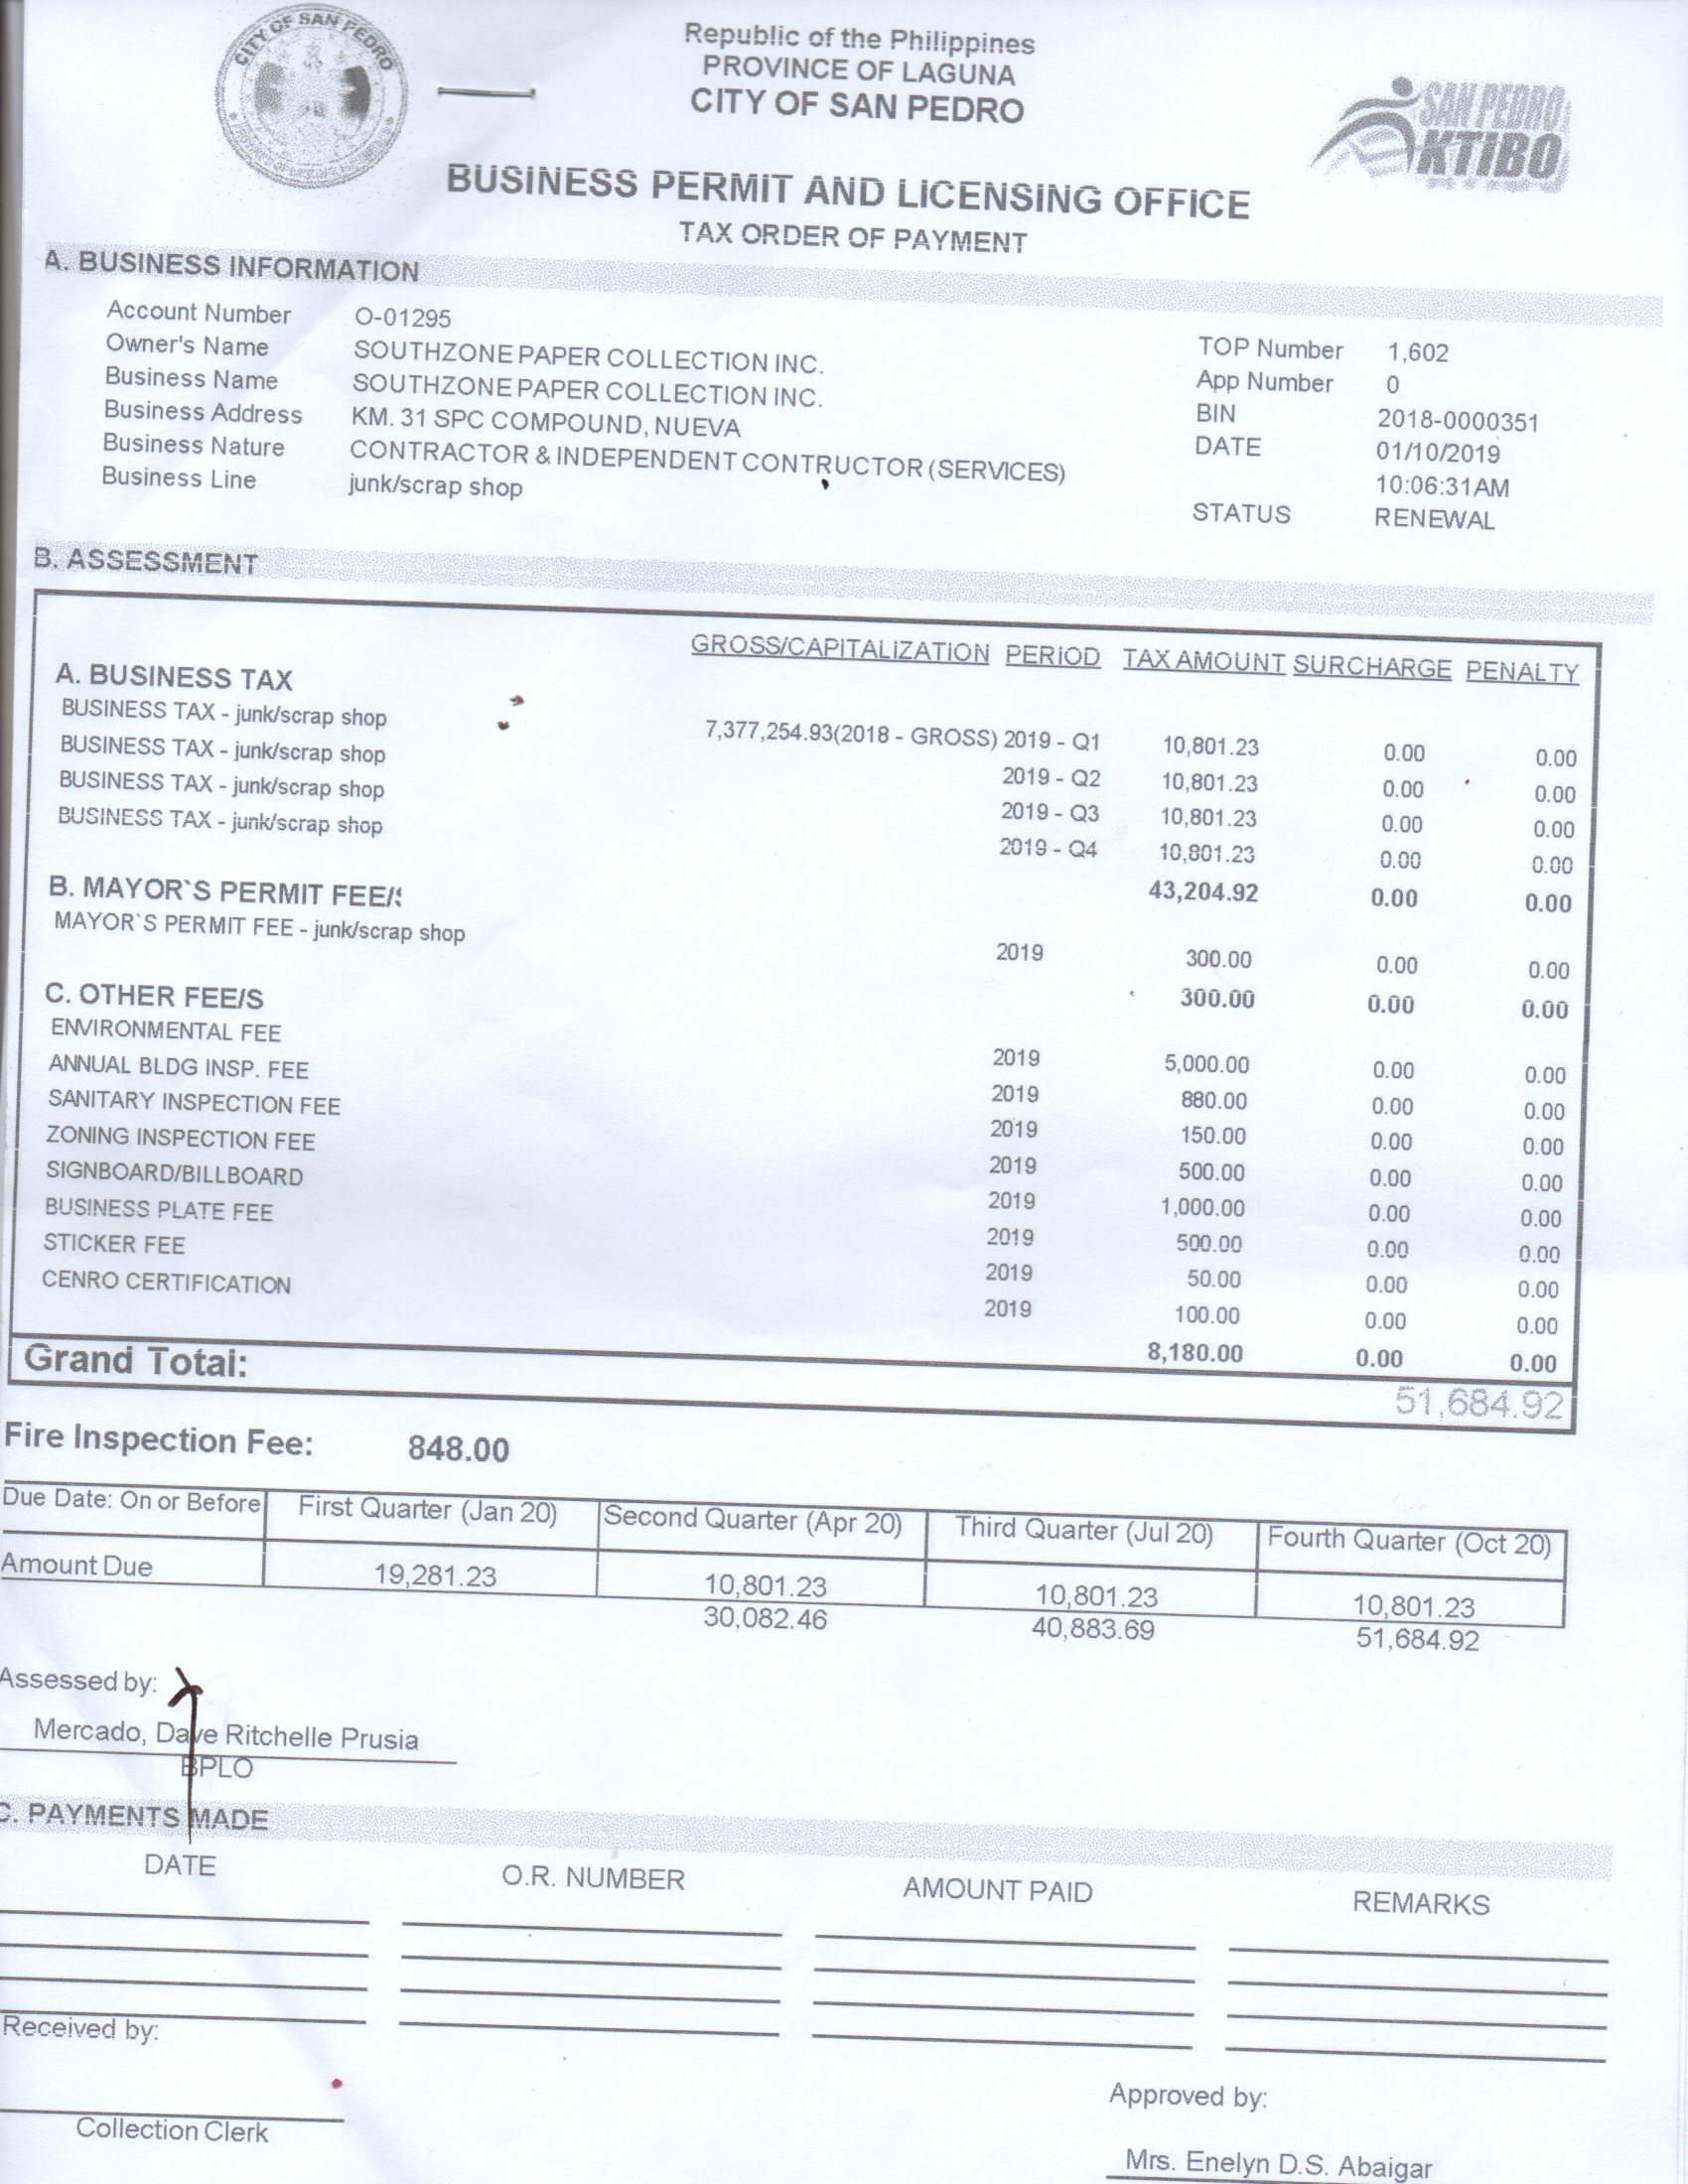 CITY OF SAN PEDRO
Republic of the Philippines
PROVINCE OF LAGUNA
CITY OF SAN PEDRO
SAN PEDRO
KTIBO
BUSINESS PERMIT AND LICENSING OFFICE
TAX ORDER OF PAYMENT
A. BUSINESS INFORMATION
Account Number O-01295
Owner's Name SOUTHZONE PAPER COLLECTION INC.
Business Name SOUTHZONE PAPER COLLECTION INC.
Business Address KM. 31 SPC COMPOUND, NUEVA
Business Nature CONTRACTOR & INDEPENDENT CONTRUCTOR (SERVICES)
Business Line junk/scrap shop
TOP Number 1,602
App Number 0
BIN 2018-0000351
DATE 01/10/2019
10:06:31AM
STATUS RENEWAL
B. ASSESSMENT
GROSS/CAPITALIZATION PERIOD TAX AMOUNT SURCHARGE PENALTY
A. BUSINESS TAX
BUSINESS TAX - junk/scrap shop 7,377,254.93(2018 - GROSS) 2019 - Q1 10,801.23 0.00 0.00
BUSINESS TAX - junk/scrap shop 2019 - Q2 10,801.23 0.00 0.00
BUSINESS TAX - junk/scrap shop 2019 - Q3 10,801.23 0.00 0.00
BUSINESS TAX - junk/scrap shop 2019 - Q4 10,801.23 0.00 0.00
43,204.92 0.00 0.00
B. MAYOR`S PERMIT FEE/S
MAYOR`S PERMIT FEE - junk/scrap shop 2019 300.00 0.00 0.00
300.00 0.00 0.00
C. OTHER FEE/S
ENVIRONMENTAL FEE 2019 5,000.00 0.00 0.00
ANNUAL BLDG INSP. FEE 2019 880.00 0.00 0.00
SANITARY INSPECTION FEE 2019 150.00 0.00 0.00
ZONING INSPECTION FEE 2019 500.00 0.00 0.00
SIGNBOARD/BILLBOARD 2019 1,000.00 0.00 0.00
BUSINESS PLATE FEE 2019 500.00 0.00 0.00
STICKER FEE 2019 50.00 0.00 0.00
CENRO CERTIFICATION 2019 100.00 0.00 0.00
8,180.00 0.00 0.00
Grand Total: 51,684.92
Fire Inspection Fee: 848.00
Due Date: On or Before First Quarter (Jan 20) Second Quarter (Apr 20) Third Quarter (Jul 20) Fourth Quarter (Oct 20)
Amount Due 19,281.23 10,801.23 10,801.23 10,801.23
30,082.46 40,883.69 51,684.92
Assessed by:
Mercado, Dave Ritchelle Prusia
BPLO
C. PAYMENTS MADE
DATE O.R. NUMBER AMOUNT PAID REMARKS
Received by:
Collection Clerk
Approved by:
Mrs. Enelyn D.S. Abaigar